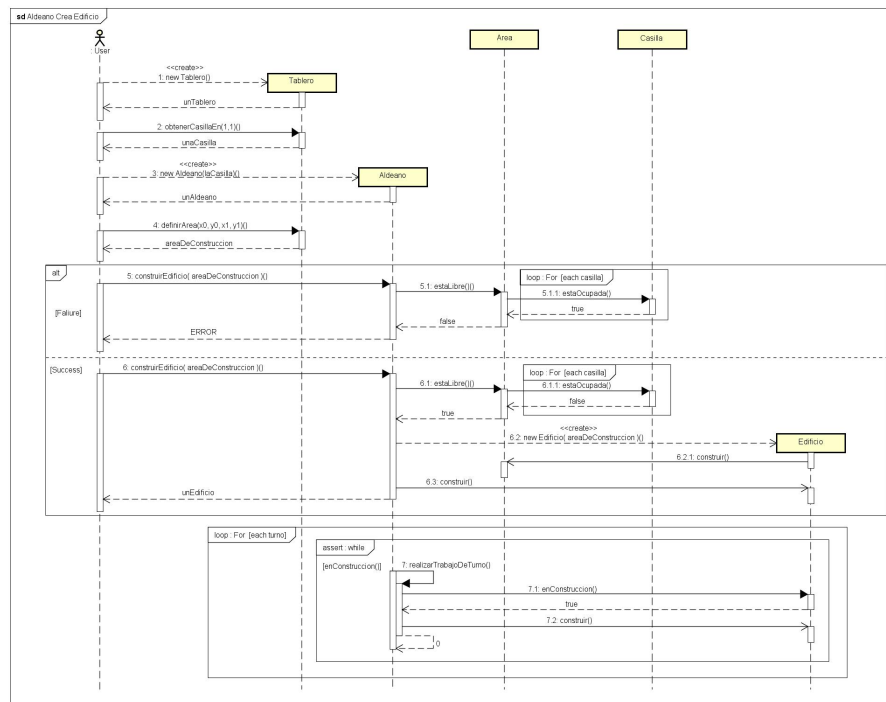 sd Aldeano Crea Edificio
: User
Area
Casilla
<<create>>
1: new Tablero()
Tablero
unTablero
2: obtenerCasillaEn(1,1)()
unaCasilla
<<create>>
3: new Aldeano(laCasilla)()
Aldeano
unAldeano
4: definirArea(x0, y0, x1, y1)()
areaDeConstruccion
alt
5: construirEdificio( areaDeConstruccion )()
loop : For [each casilla]
5.1: estaLibre()()
5.1.1: estaOcupada()
[Faliure]
true
false
ERROR
[Success]
6: construirEdificio( areaDeConstruccion )()
loop : For [each casilla]
6.1: estaLibre()()
6.1.1: estaOcupada()
false
true
<<create>>
6.2: new Edificio( areaDeConstruccion )()
Edificio
6.2.1: construir()
6.3: construir()
unEdificio
loop : For [each turno]
assert : while
[enConstruccion()]
7: realizarTrabajoDeTurno()
7.1: enConstruccion()
true
7.2: construir()
()